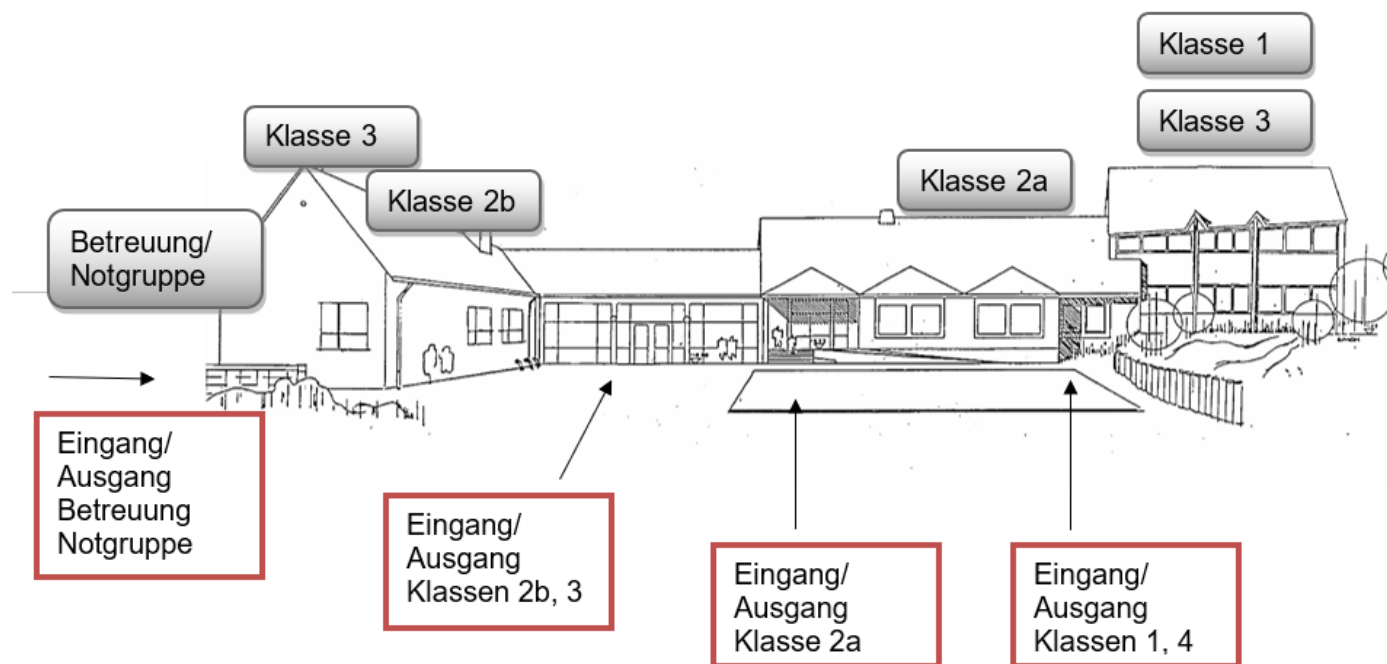 Klasse 1
Klasse 3
Klasse 3
Klasse 2b
Klasse 2a
Betreuung/
Notgruppe
Eingang/
Ausgang
Betreuung
Notgruppe
Eingang/
Ausgang
Klassen 2b, 3
Eingang/
Ausgang
Klasse 2a
Eingang/
Ausgang
Klassen 1, 4